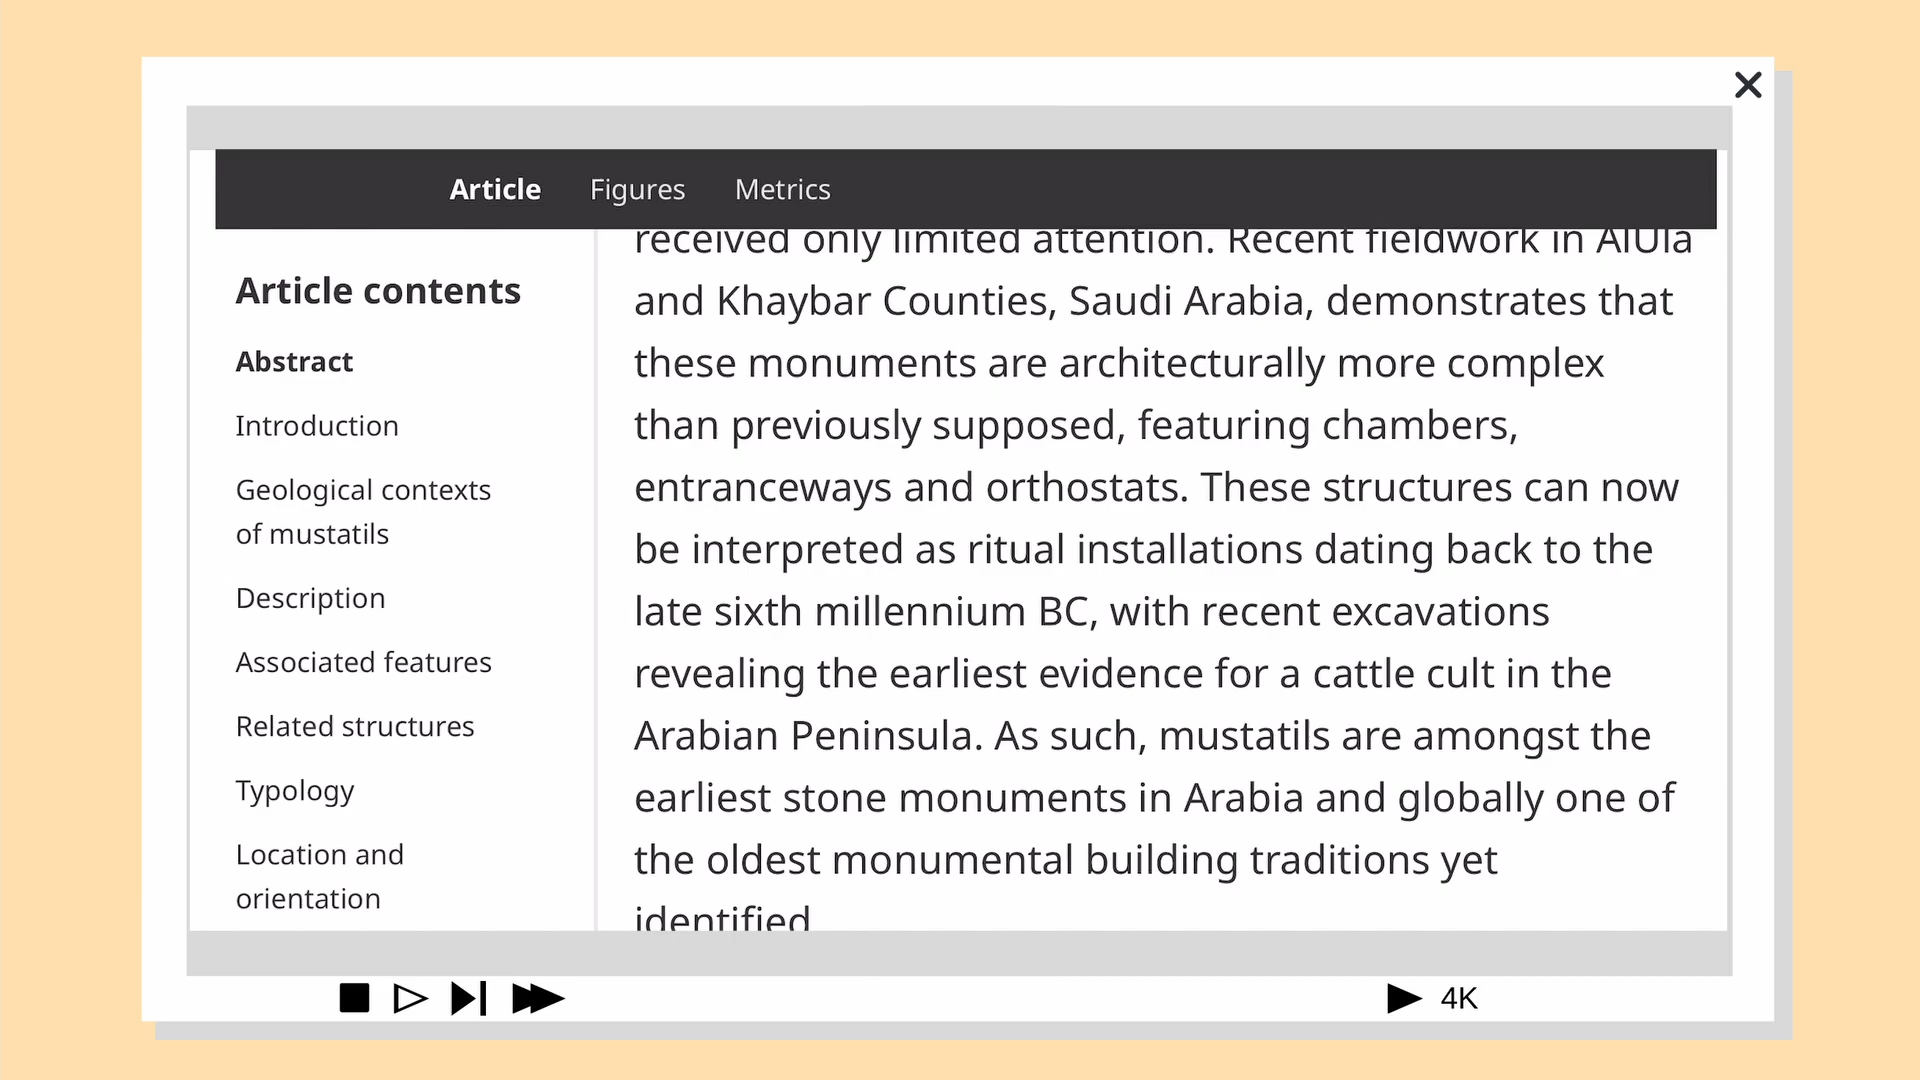 Article Figures Metrics
Article contents
Abstract
Introduction
Geological contexts
of mustatils
Description
Associated features
Related structures
Typology
Location and
orientation
received only limited attention. Recent fieldwork in AlUla
and Khaybar Counties, Saudi Arabia, demonstrates that
these monuments are architecturally more complex
than previously supposed, featuring chambers,
entranceways and orthostats. These structures can now
be interpreted as ritual installations dating back to the
late sixth millennium BC, with recent excavations
revealing the earliest evidence for a cattle cult in the
Arabian Peninsula. As such, mustatils are amongst the
earliest stone monuments in Arabia and globally one of
the oldest monumental building traditions yet
identified
4K